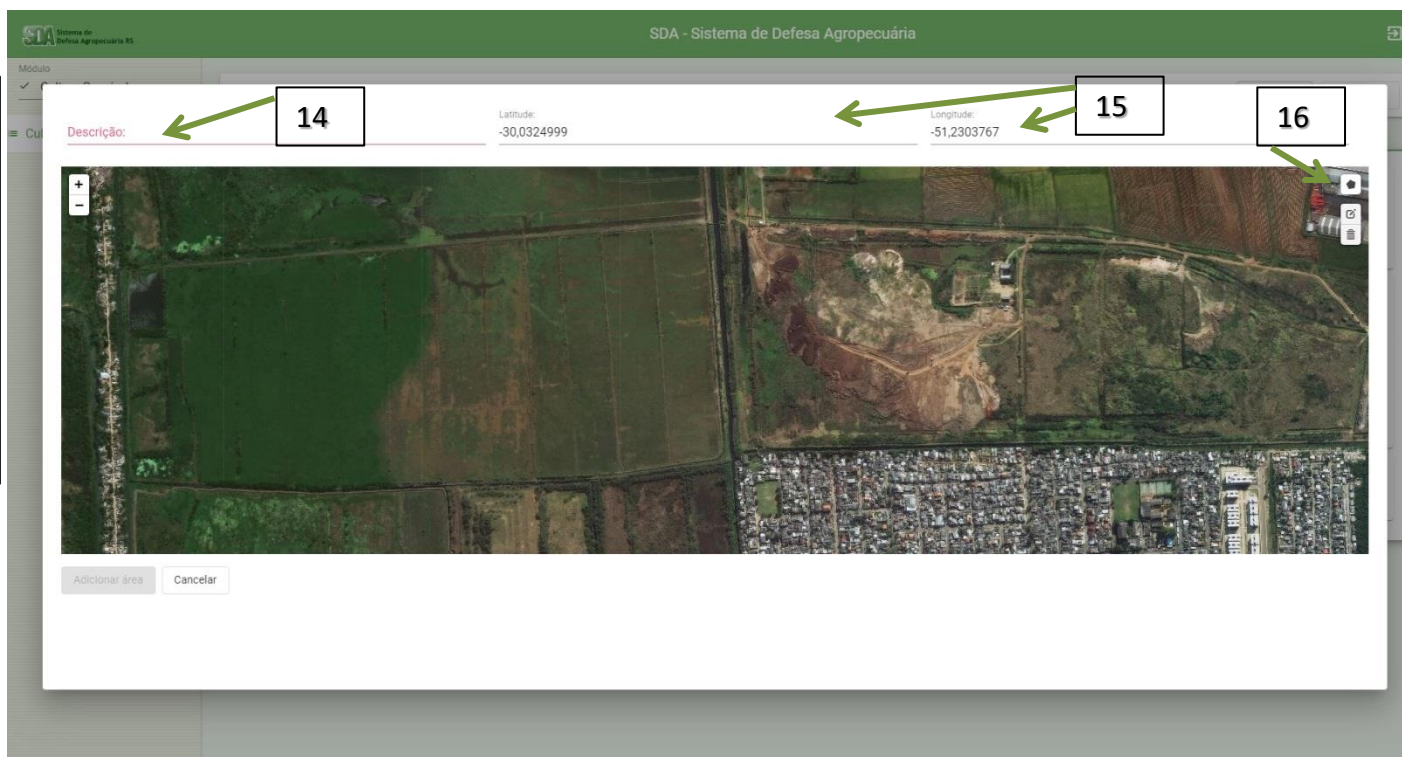 SDA Sistema de
Defesa Agropecuária RS
SDA - Sistema de Defesa Agropecuária
Módulo
14
15
16
Descrição:
Latitude:
-30,0324999
Longitude:
-51,2303767
Cul
+
−
Adicionar área
Cancelar